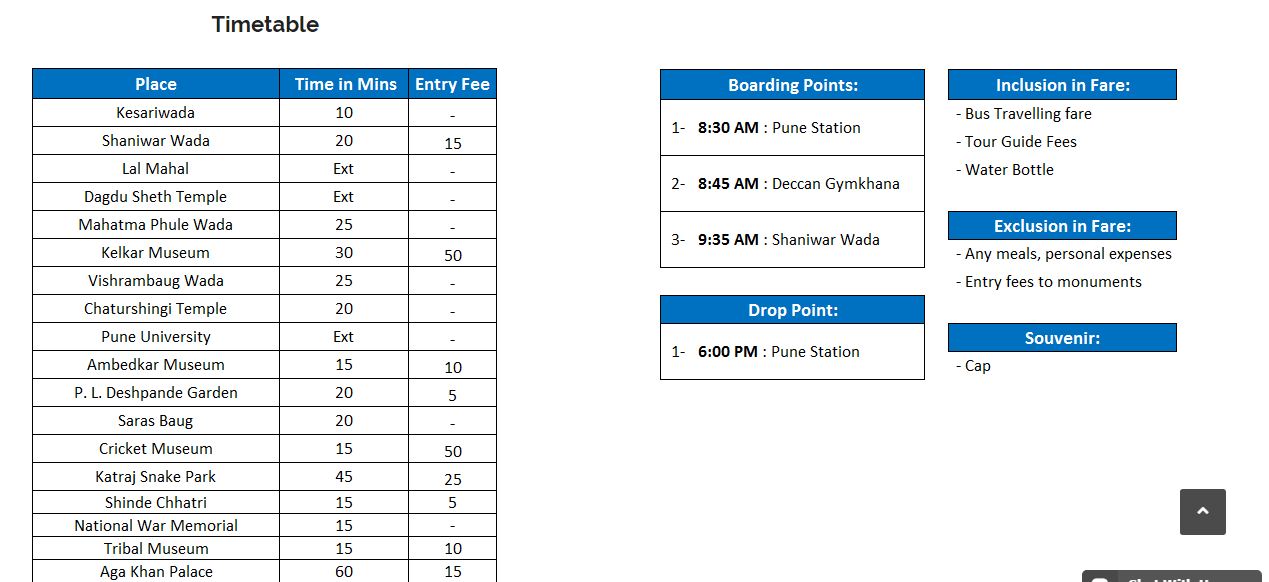 Timetable
Place Time in Mins Entry Fee
Kesariwada 10 -
Shaniwar Wada 20 15
Lal Mahal Ext -
Dagdu Sheth Temple Ext -
Mahatma Phule Wada 25 -
Kelkar Museum 30 50
Vishrambaug Wada 25 -
Chaturshingi Temple 20 -
Pune University Ext -
Ambedkar Museum 15 10
P. L. Deshpande Garden 20 5
Saras Baug 20 -
Cricket Museum 15 50
Katraj Snake Park 45 25
Shinde Chhatri 15 5
National War Memorial 15 -
Tribal Museum 15 10
Aga Khan Palace 60 15
Boarding Points:
1- 8:30 AM : Pune Station
2- 8:45 AM : Deccan Gymkhana
3- 9:35 AM : Shaniwar Wada
Drop Point:
1- 6:00 PM : Pune Station
Inclusion in Fare:
- Bus Travelling fare
- Tour Guide Fees
- Water Bottle
Exclusion in Fare:
- Any meals, personal expenses
- Entry fees to monuments
Souvenir:
- Cap